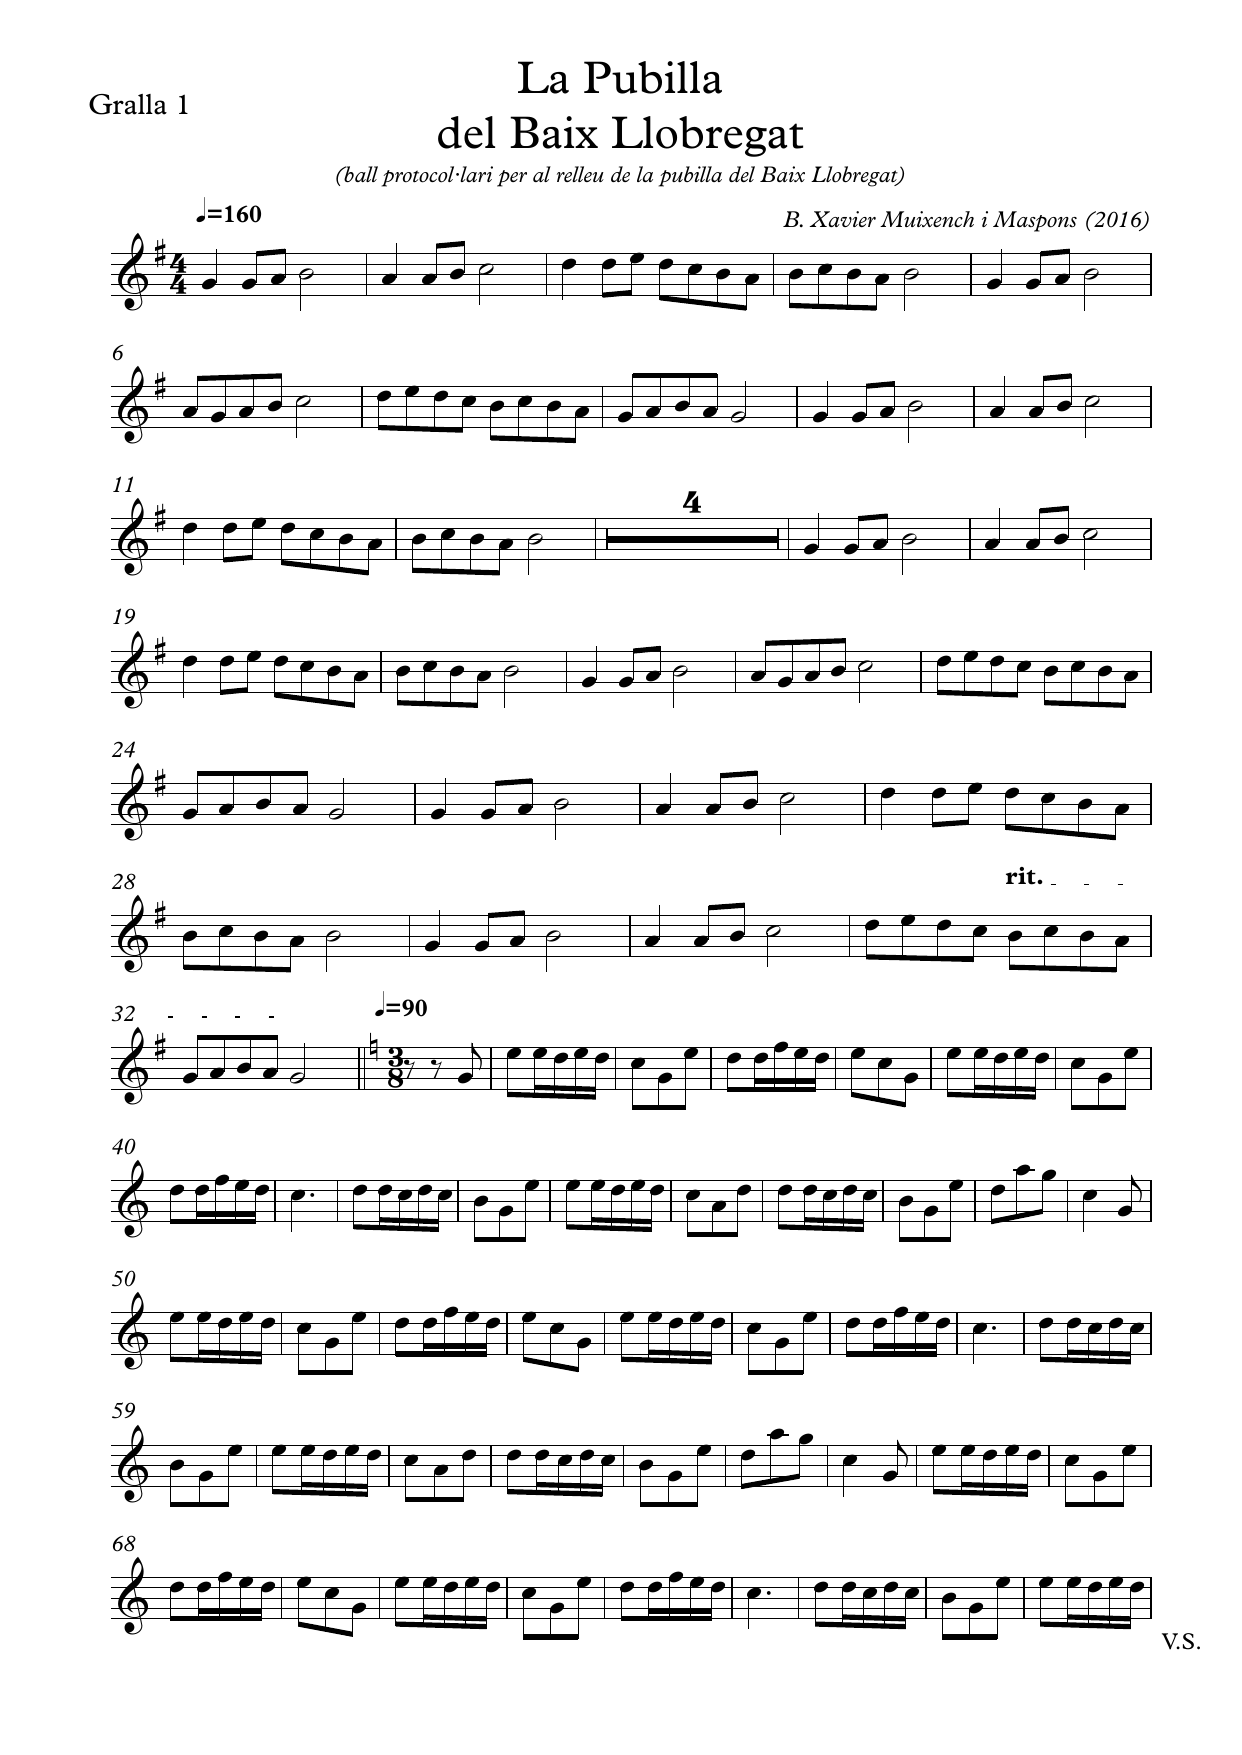 La Pubilla
del Baix Llobregat
Gralla 1
(ball protocol·lari per al relleu de la pubilla del Baix Llobregat)
=160
B. Xavier Muixench i Maspons (2016)
4
4
6
11
4
19
24
28
rit.
32
=90
3
8
40
50
59
68
V.S.